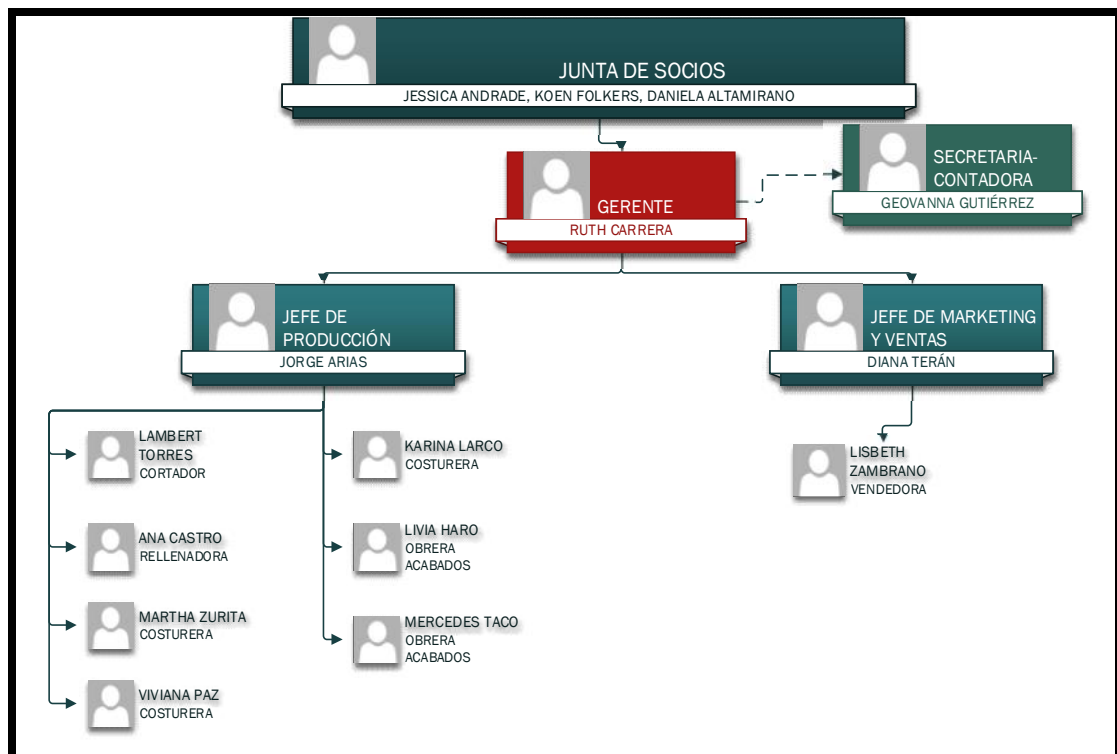 JUNTA DE SOCIOS
JESSICA ANDRADE, KOEN FOLKERS, DANIELA ALTAMIRANO
SECRETARIA-
CONTADORA
GEOVANNA GUTIÉRREZ
GERENTE
RUTH CARRERA
JEFE DE
PRODUCCIÓN
JORGE ARIAS
JEFE DE MARKETING
Y VENTAS
DIANA TERÁN
LAMBERT
TORRES
CORTADOR
ANA CASTRO
RELLENADORA
MARTHA ZURITA
COSTURERA
VIVIANA PAZ
COSTURERA
KARINA LARCO
COSTURERA
LIVIA HARO
OBRERA
ACABADOS
MERCEDES TACO
OBRERA
ACABADOS
LISBETH
ZAMBRANO
VENDEDORA